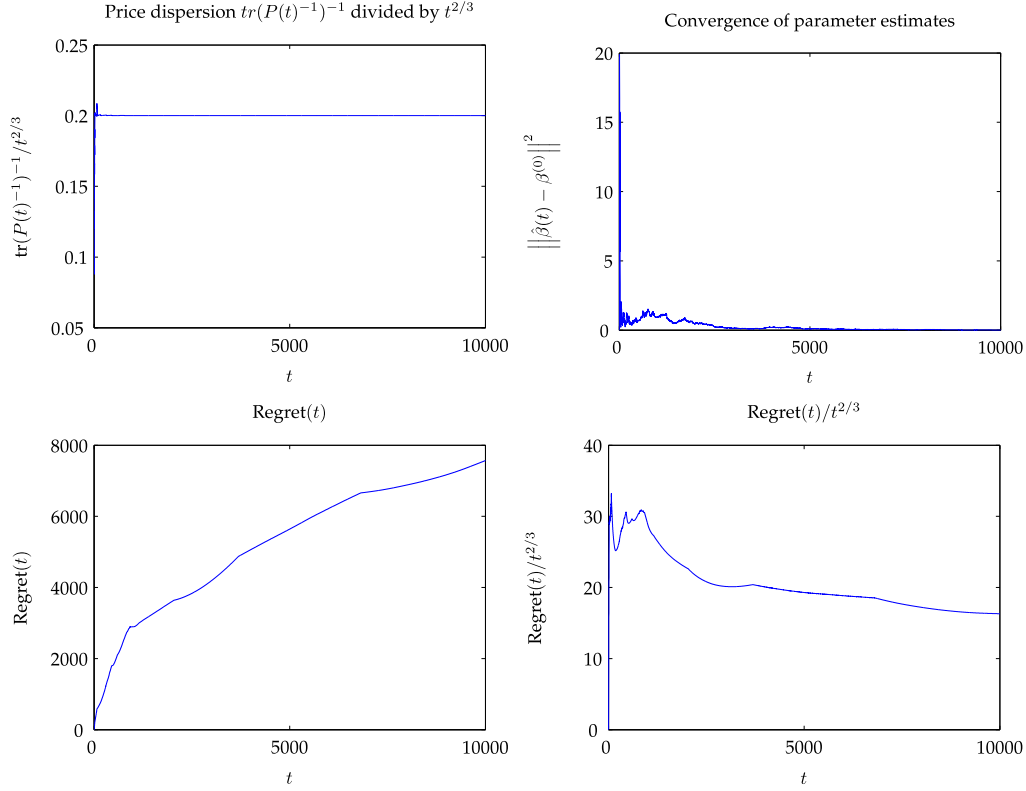 Price dispersion tr(P(t)⁻¹)⁻¹ divided by t^{2/3}
0.25
0.2
0.15
0.1
0.05
tr(P(t)⁻¹)⁻¹/t^{2/3}
0
5000
10000
t
Convergence of parameter estimates
20
15
10
5
0
||β̂(t) − β⁽⁰⁾||²
0
5000
10000
t
Regret(t)
8000
6000
4000
2000
0
Regret(t)
0
5000
10000
t
Regret(t)/t^{2/3}
40
30
20
10
0
Regret(t)/t^{2/3}
0
5000
10000
t